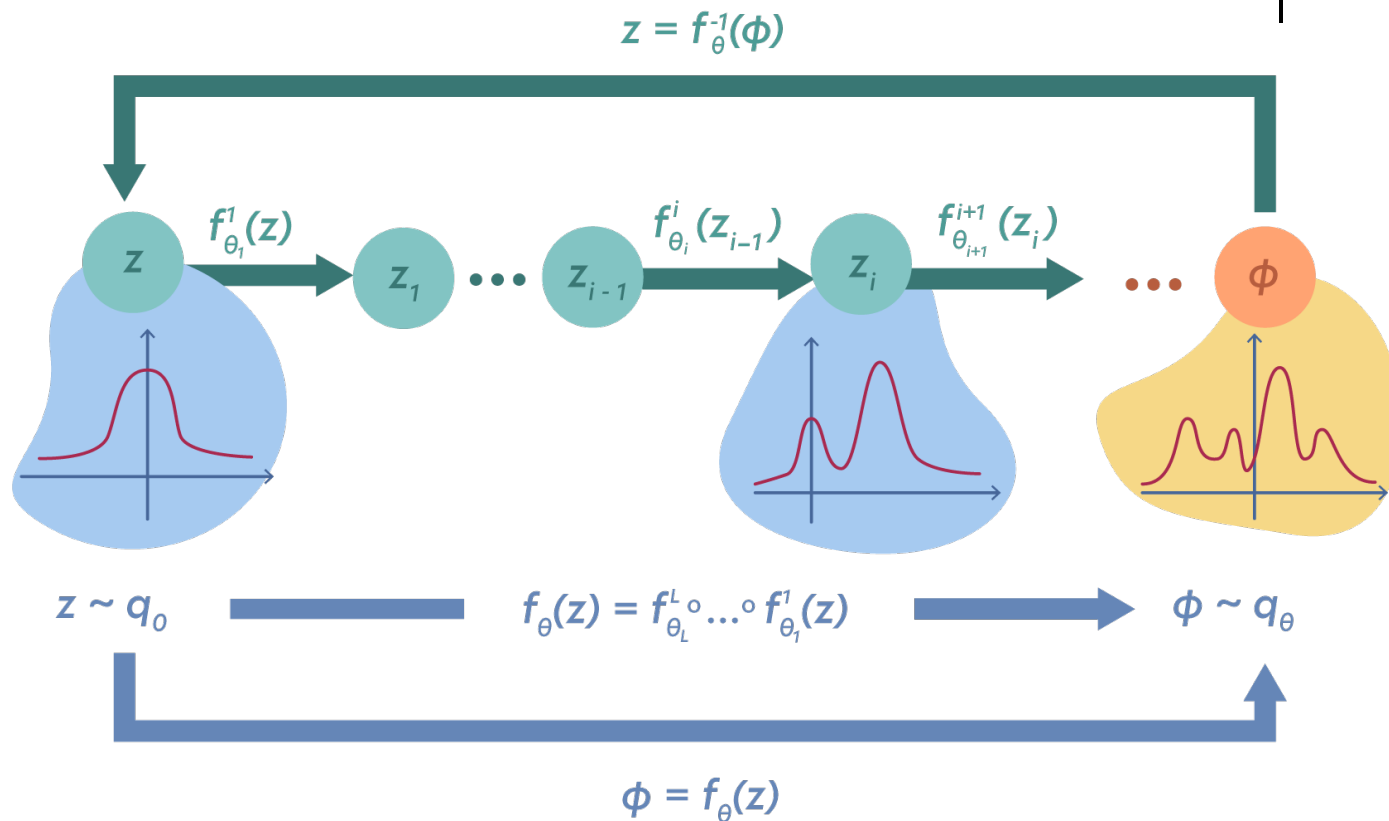 z = f_θ^{-1}(ϕ)
f_{θ_1}^1(z)
f_{θ_i}^i(z_{i-1})
f_{θ_{i+1}}^{i+1}(z_i)
z
z_1
•••
z_{i-1}
z_i
•••
ϕ
z ~ q_0
f_θ(z) = f_{θ_L}^L ∘...∘ f_{θ_1}^1(z)
ϕ ~ q_θ
ϕ = f_θ(z)